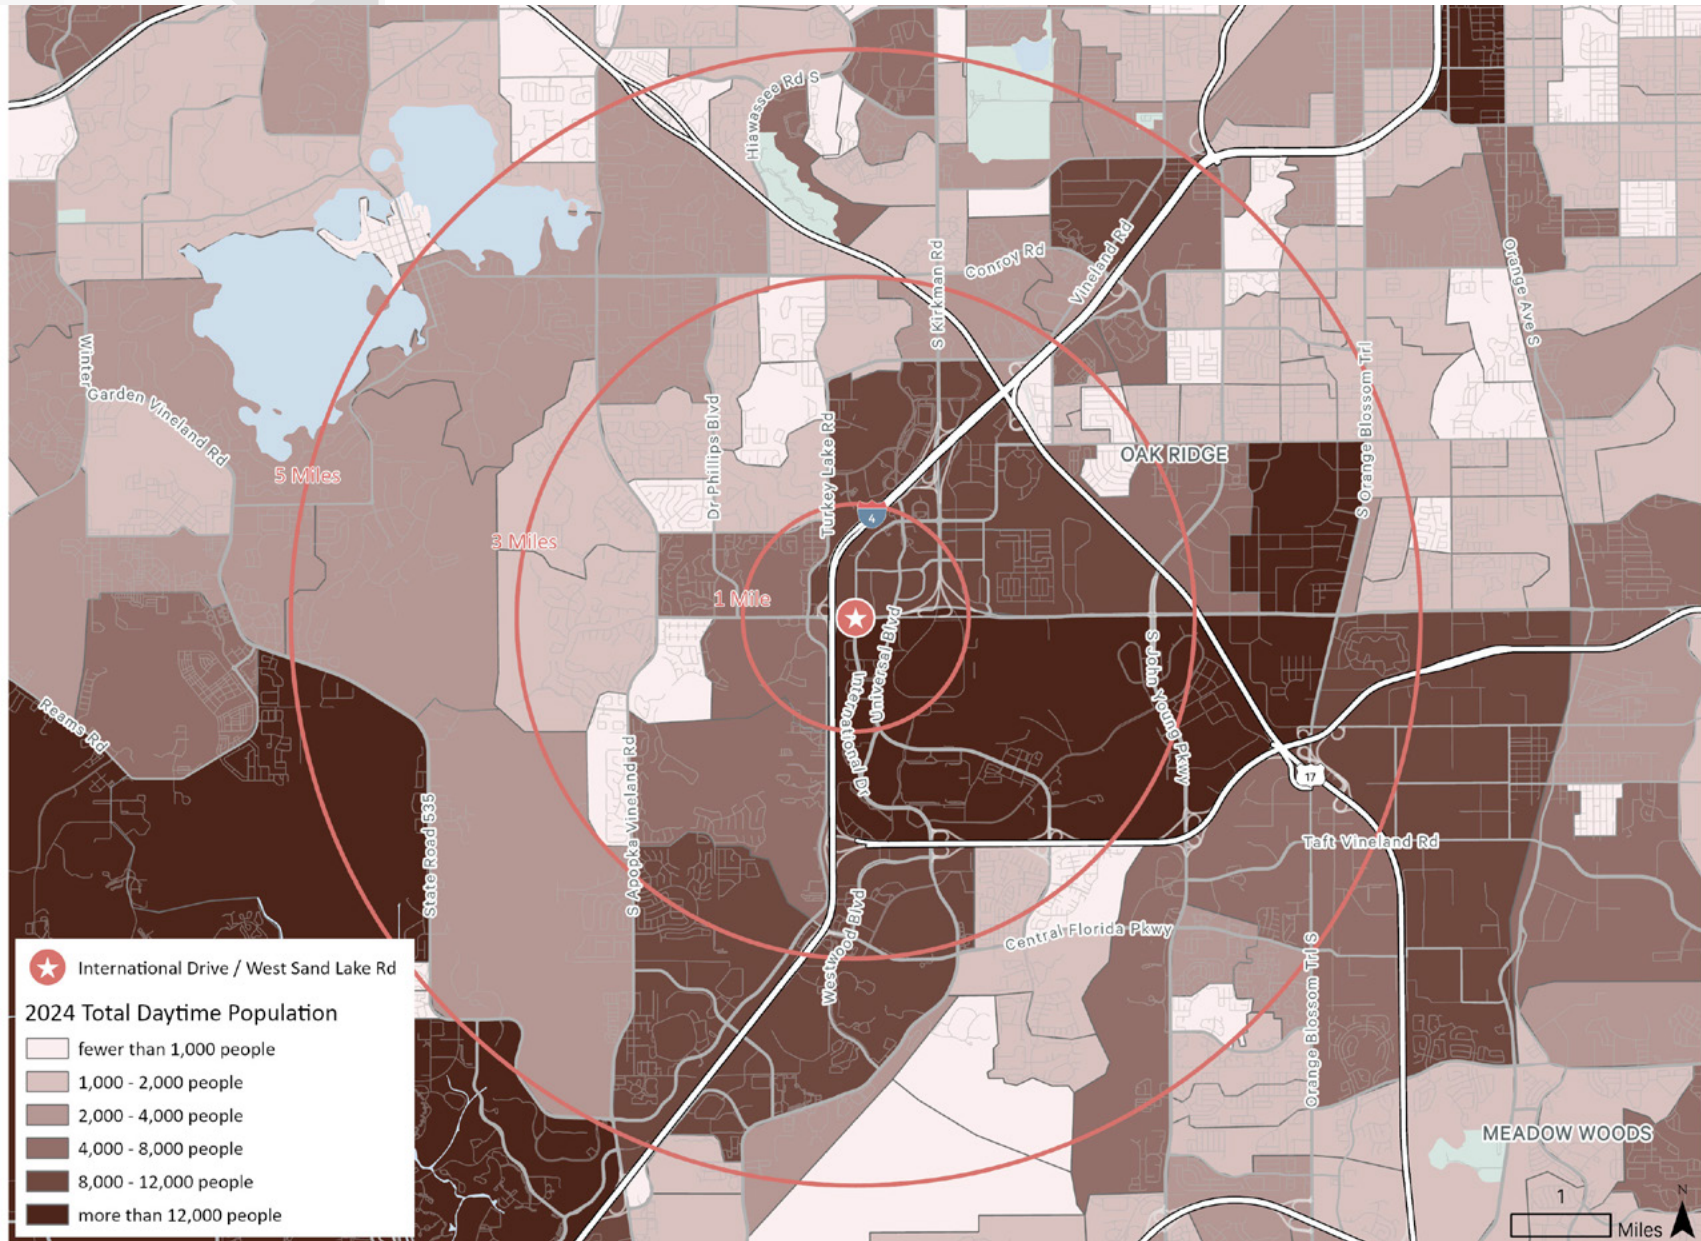 Hiawassee Rd S
S Kirkman Rd
Conroy Rd
Vineland Rd
Orange Ave S
Winter Garden Vineland Rd
Dr Phillips Blvd
Turkey Lake Rd
S Orange Blossom Trl
OAK RIDGE
5 Miles
3 Miles
1 Mile
4
Universal Blvd
International Dr
S John Young Pkwy
Reams Rd
State Road 535
S Apopka Vineland Rd
17
Taft Vineland Rd
Westwood Blvd
Central Florida Pkwy
Orange Blossom Trl S
MEADOW WOODS
International Drive / West Sand Lake Rd
2024 Total Daytime Population
fewer than 1,000 people
1,000 - 2,000 people
2,000 - 4,000 people
4,000 - 8,000 people
8,000 - 12,000 people
more than 12,000 people
1
Miles
N